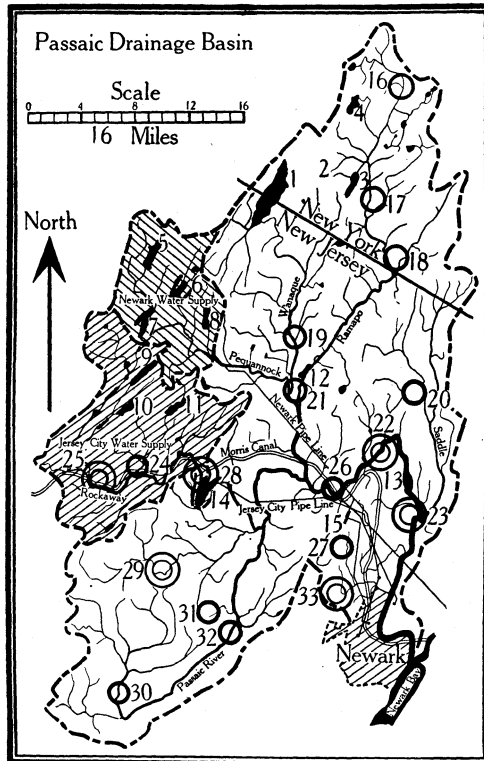 Passaic Drainage Basin
Scale
0 4 8 12 16
16 Miles
North
16
4
2
3
17
1
New York
New Jersey
18
5
6
Newark Water Supply
7
8
Wanaque
Ramapo
19
9
Pequannock
12
21
20
10
11
Newark Pipe Line
Saddle
Jersey City Water Supply
Morris Canal
22
25
24
28
26
13
Rockaway
14
Jersey City Pipe Line
15
23
27
29
33
31
32
Newark
30
Passaic River
Newark Bay